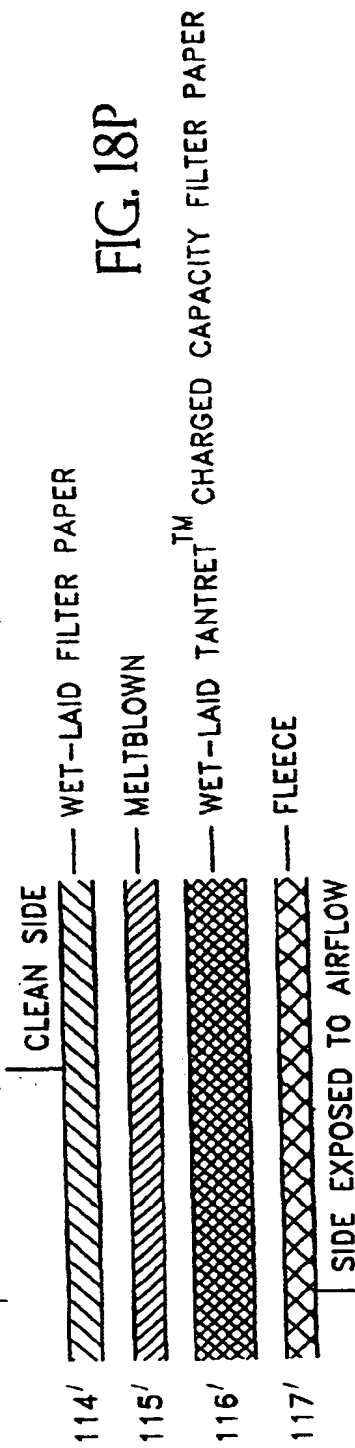 FIG. 18P
CLEAN SIDE
114' WET-LAID FILTER PAPER
115' MELTBLOWN
116' WET-LAID TANTRET™ CHARGED CAPACITY FILTER PAPER
117' FLEECE
SIDE EXPOSED TO AIRFLOW